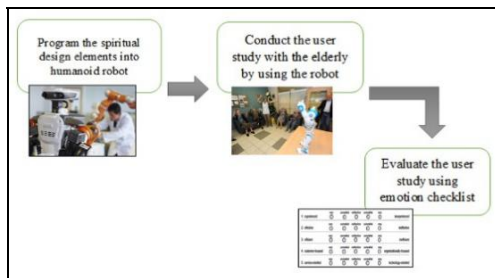 Program the spiritual
design elements into
humanoid robot
Conduct the user
study with the elderly
by using the robot
Evaluate the user
study using
emotion checklist